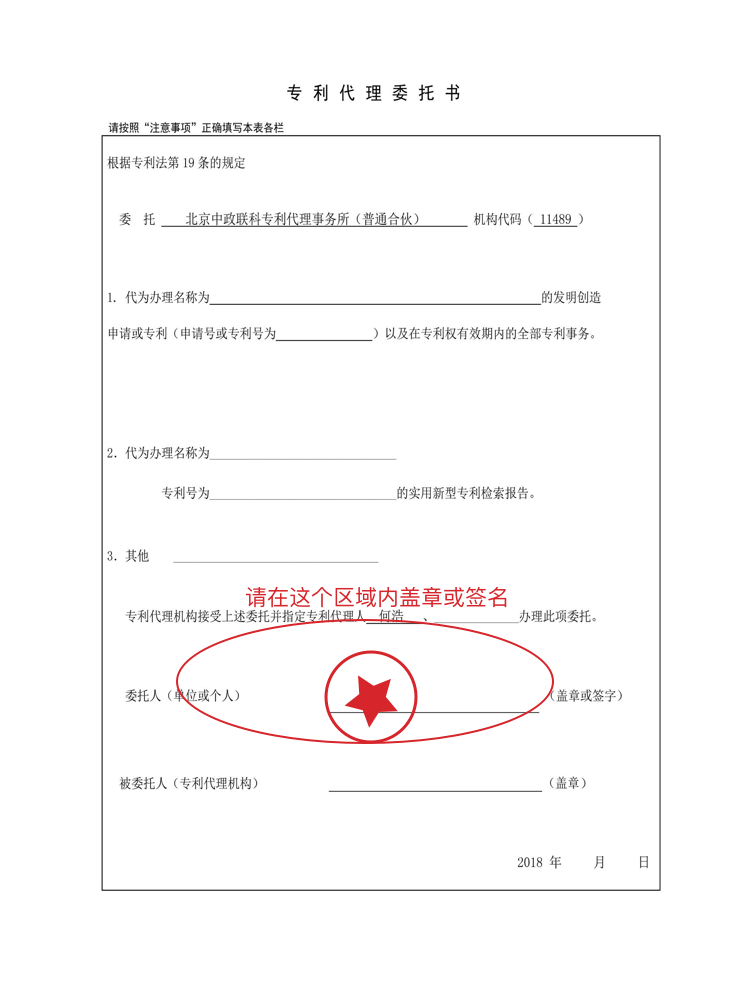 专利代理委托书
请按照“注意事项”正确填写本表各栏
根据专利法第 19 条的规定
委 托 北京中政联科专利代理事务所（普通合伙） 机构代码（ 11489 ）
1. 代为办理名称为 的发明创造
申请或专利（申请号或专利号为 ）以及在专利权有效期内的全部专利事务。
2. 代为办理名称为
专利号为 的实用新型专利检索报告。
3. 其他
请在这个区域内盖章或签名
专利代理机构接受上述委托并指定专利代理人 何浩 、 办理此项委托。
委托人（单位或个人） （盖章或签字）
被委托人（专利代理机构） （盖章）
2018 年 月 日